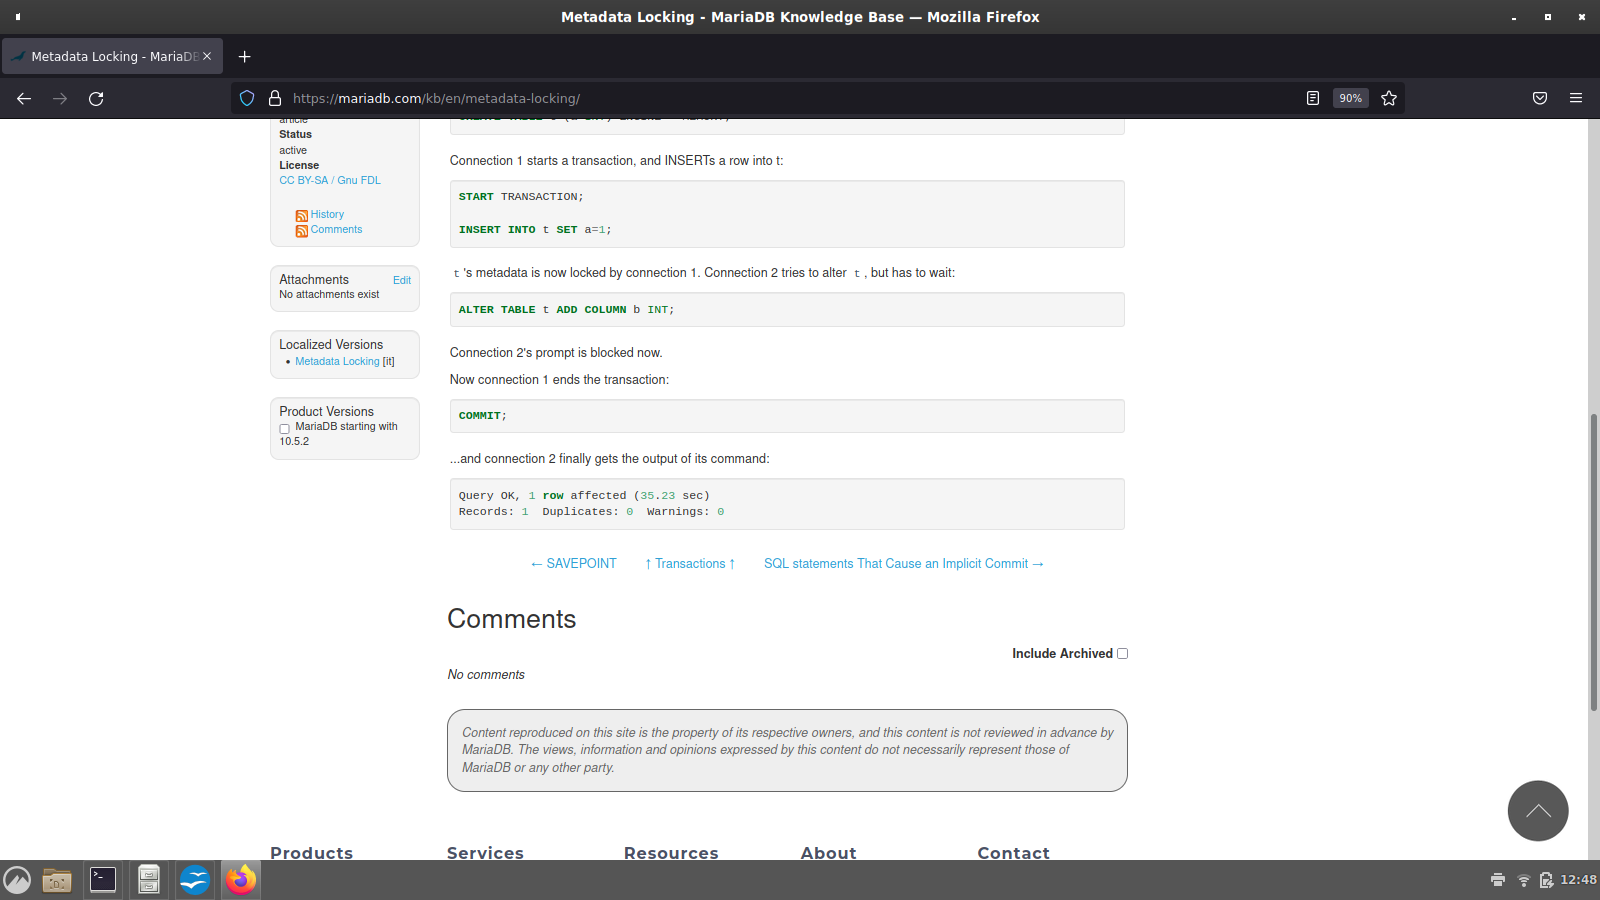 Metadata Locking - MariaDB Knowledge Base — Mozilla Firefox
Metadata Locking - MariaDB
https://mariadb.com/kb/en/metadata-locking/
90%
article
Status
active
License
CC BY-SA / Gnu FDL
History
Comments
Attachments Edit
No attachments exist
Localized Versions
• Metadata Locking [it]
Product Versions
MariaDB starting with
10.5.2
Connection 1 starts a transaction, and INSERTs a row into t:
START TRANSACTION;
INSERT INTO t SET a=1;
t 's metadata is now locked by connection 1. Connection 2 tries to alter t , but has to wait:
ALTER TABLE t ADD COLUMN b INT;
Connection 2's prompt is blocked now.
Now connection 1 ends the transaction:
COMMIT;
...and connection 2 finally gets the output of its command:
Query OK, 1 row affected (35.23 sec)
Records: 1  Duplicates: 0  Warnings: 0
← SAVEPOINT ↑ Transactions ↑ SQL statements That Cause an Implicit Commit →
Comments
Include Archived
No comments
Content reproduced on this site is the property of its respective owners, and this content is not reviewed in advance by
MariaDB. The views, information and opinions expressed by this content do not necessarily represent those of
MariaDB or any other party.
Products Services Resources About Contact
12:48